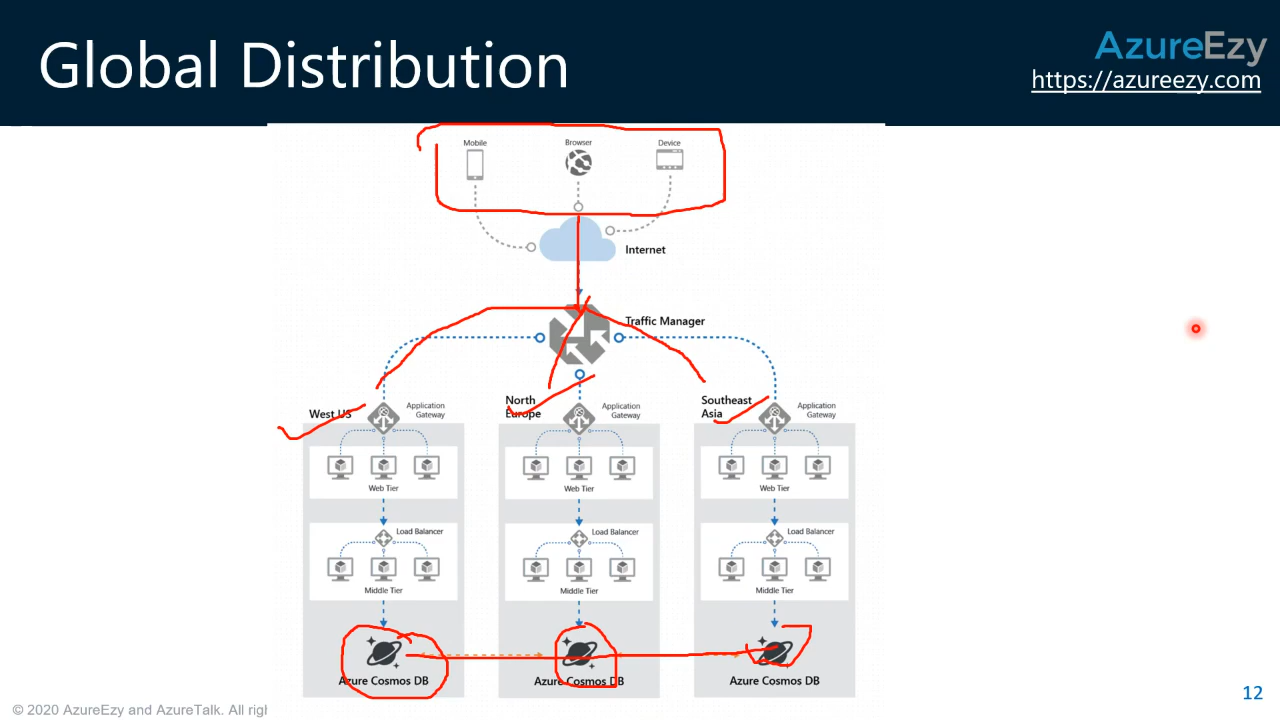 Global Distribution
AzureEzy
https://azureezy.com
Mobile
Browser
Device
Internet
Traffic Manager
West US
Application
Gateway
North
Europe
Application
Gateway
Southeast
Asia
Application
Gateway
Web Tier
Web Tier
Web Tier
Load Balancer
Load Balancer
Load Balancer
Middle Tier
Middle Tier
Middle Tier
Azure Cosmos DB
Azure Cosmos DB
Azure Cosmos DB
12
© 2020 AzureEzy and AzureTalk. All